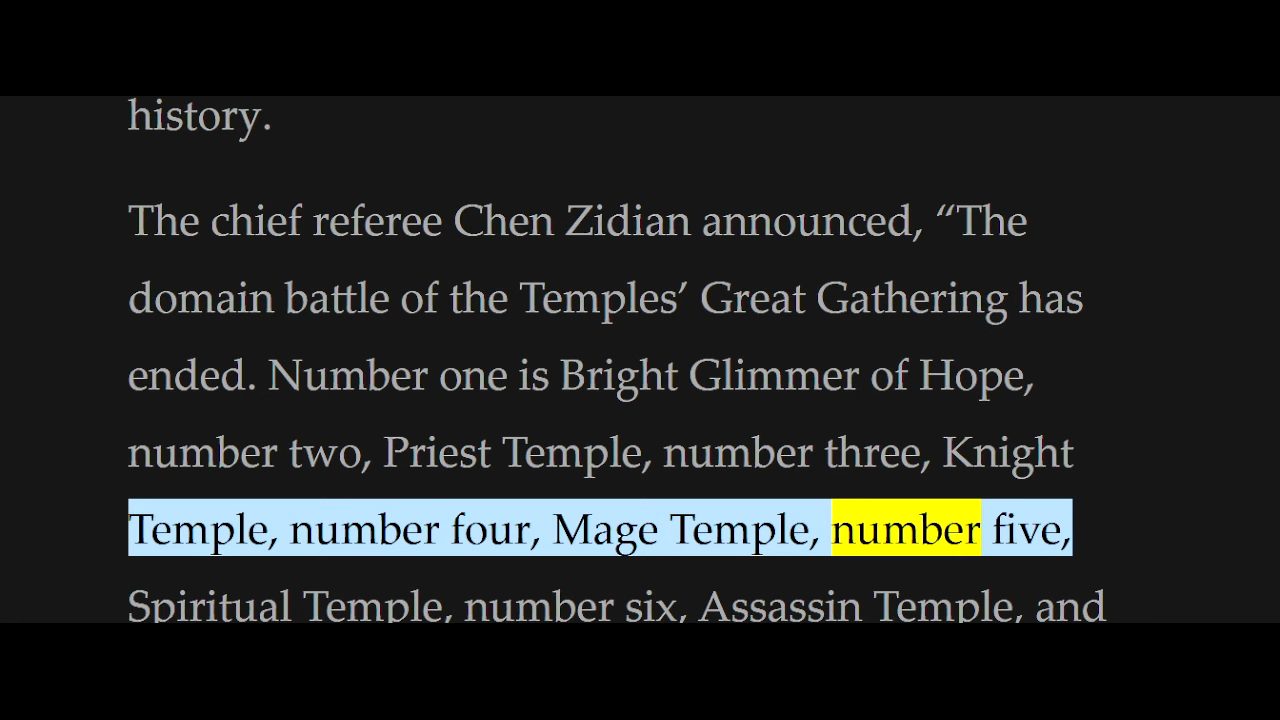 history.
The chief referee Chen Zidian announced, “The
domain battle of the Temples’ Great Gathering has
ended. Number one is Bright Glimmer of Hope,
number two, Priest Temple, number three, Knight
Temple, number four, Mage Temple, number five,
Spiritual Temple, number six, Assassin Temple, and